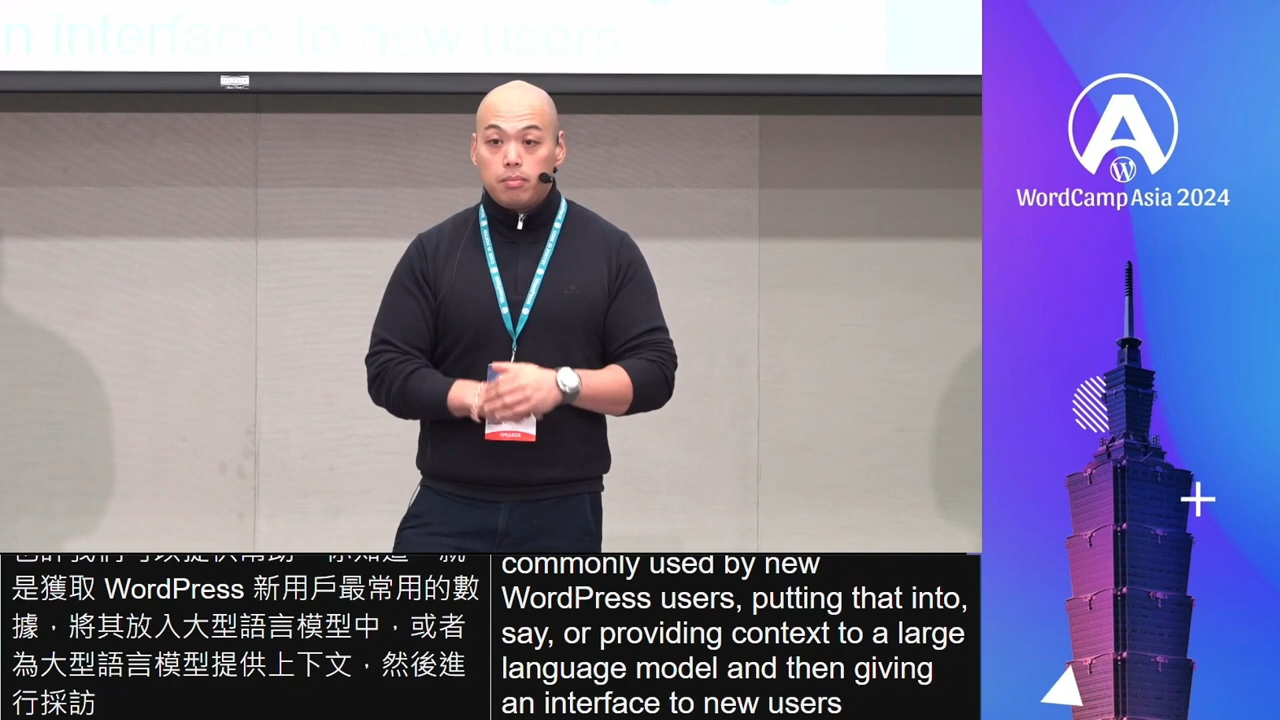 an interface to new users
WordCamp Asia 2024
SPEAKER
是獲取 WordPress 新用戶最常用的數
據，將其放入大型語言模型中，或者
為大型語言模型提供上下文，然後進
行採訪
commonly used by new
WordPress users, putting that into,
say, or providing context to a large
language model and then giving
an interface to new users